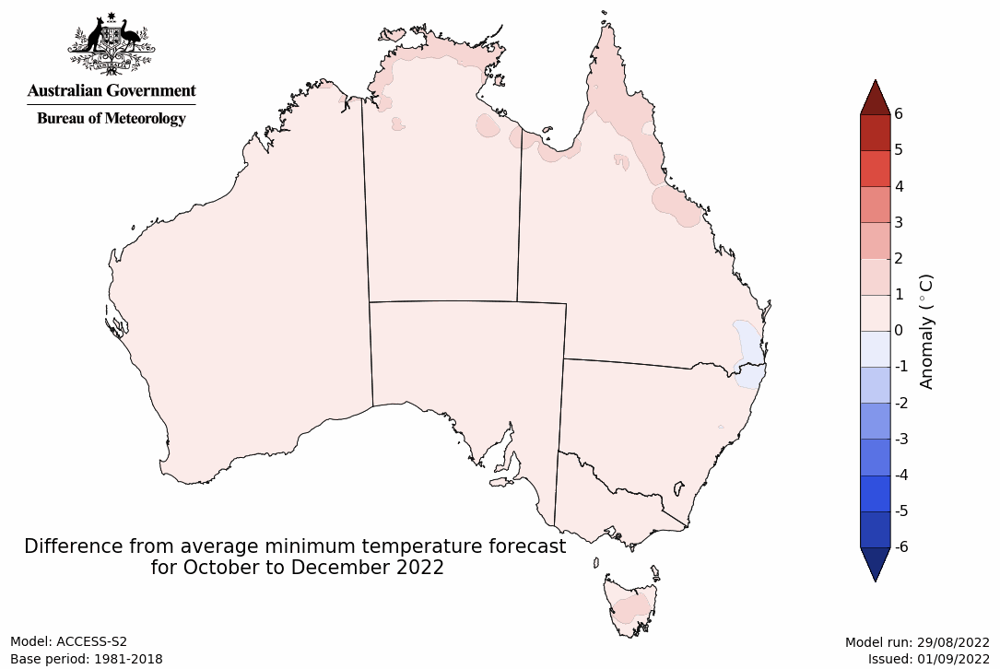 Australian Government
Bureau of Meteorology
6
5
4
3
2
1
0
-1
-2
-3
-4
-5
-6
Anomaly (°C)
Difference from average minimum temperature forecast
for October to December 2022
Model: ACCESS-S2
Base period: 1981-2018
Model run: 29/08/2022
Issued: 01/09/2022